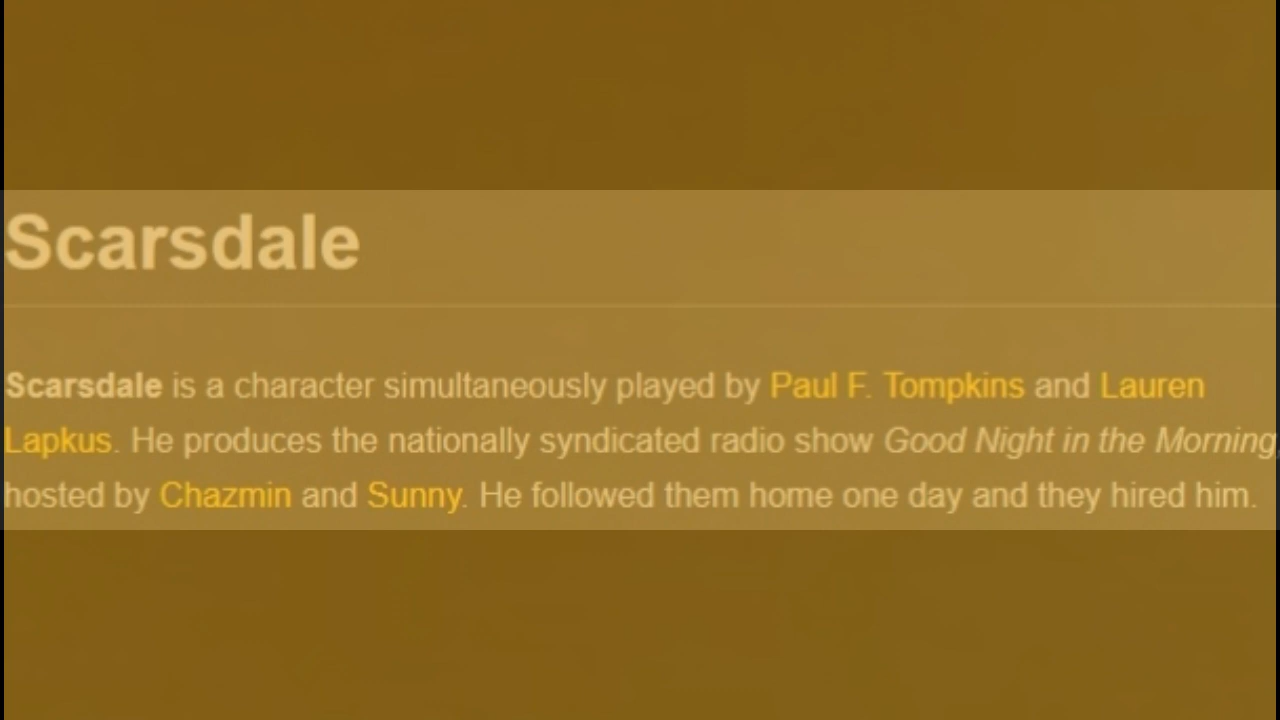 Scarsdale
Scarsdale is a character simultaneously played by Paul F. Tompkins and Lauren
Lapkus. He produces the nationally syndicated radio show Good Night in the Morning,
hosted by Chazmin and Sunny. He followed them home one day and they hired him.